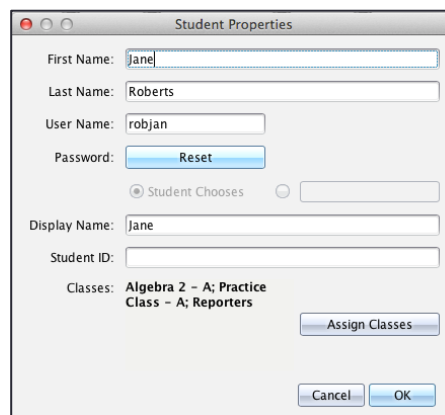 Student Properties
First Name: Jane
Last Name: Roberts
User Name: robjan
Password: Reset
Student Chooses
Display Name: Jane
Student ID:
Classes: Algebra 2 - A; Practice
Class - A; Reporters
Assign Classes
Cancel OK